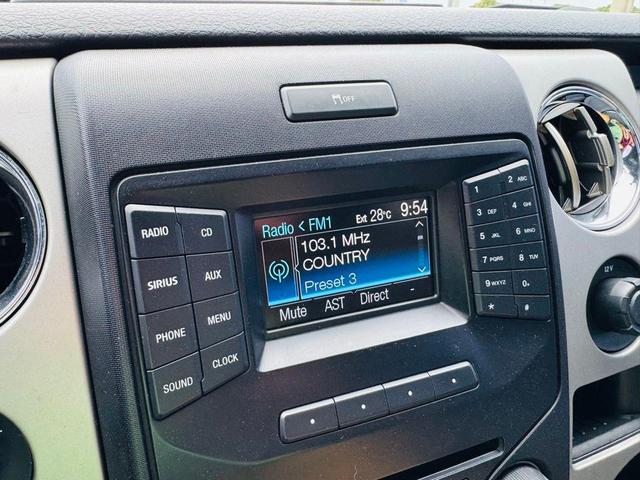 OFF
RADIO
CD
SIRIUS
AUX
PHONE
MENU
SOUND
CLOCK
Radio < FM1 Ext 28°c 9:54
103.1 MHz
COUNTRY
Preset 3
Mute AST Direct -
1
2 ABC
3 DEF
4 GHI
5 JKL
6 MNO
7 PQRS
8 TUV
9 WXYZ
0+
*
#
12V